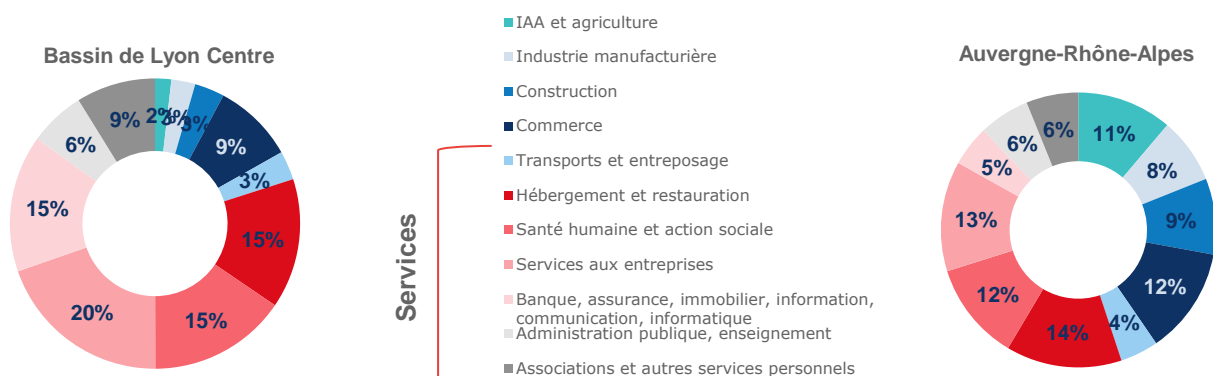 Bassin de Lyon Centre
2%
3%
3%
9%
3%
15%
15%
20%
15%
6%
9%
Services
IAA et agriculture
Industrie manufacturière
Construction
Commerce
Transports et entreposage
Hébergement et restauration
Santé humaine et action sociale
Services aux entreprises
Banque, assurance, immobilier, information,
communication, informatique
Administration publique, enseignement
Associations et autres services personnels
Auvergne-Rhône-Alpes
11%
8%
9%
12%
4%
14%
12%
13%
5%
6%
6%